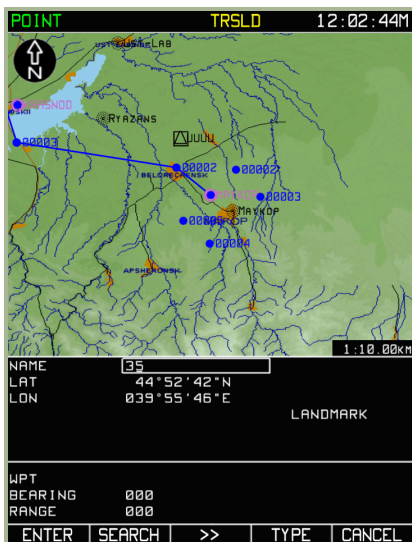 POINT TRSLD 12:02:44M
LAB
N
00003
RYAZANS
UUUU
00002
00002
BELORECHENSK
00003
MAYKOP
00004
APSHERONSK
1:10.00KM
NAME 35
LAT 44°52'42"N
LON 039°55'46"E
LANDMARK
WPT
BEARING 000
RANGE 000
ENTER SEARCH >> TYPE CANCEL